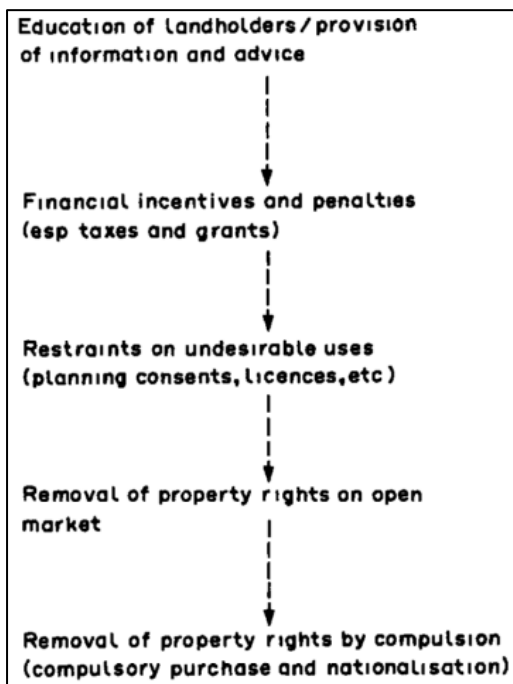 Education of landholders/provision
of information and advice
Financial incentives and penalties
(esp taxes and grants)
Restraints on undesirable uses
(planning consents, licences, etc)
Removal of property rights on open
market
Removal of property rights by compulsion
(compulsory purchase and nationalisation)